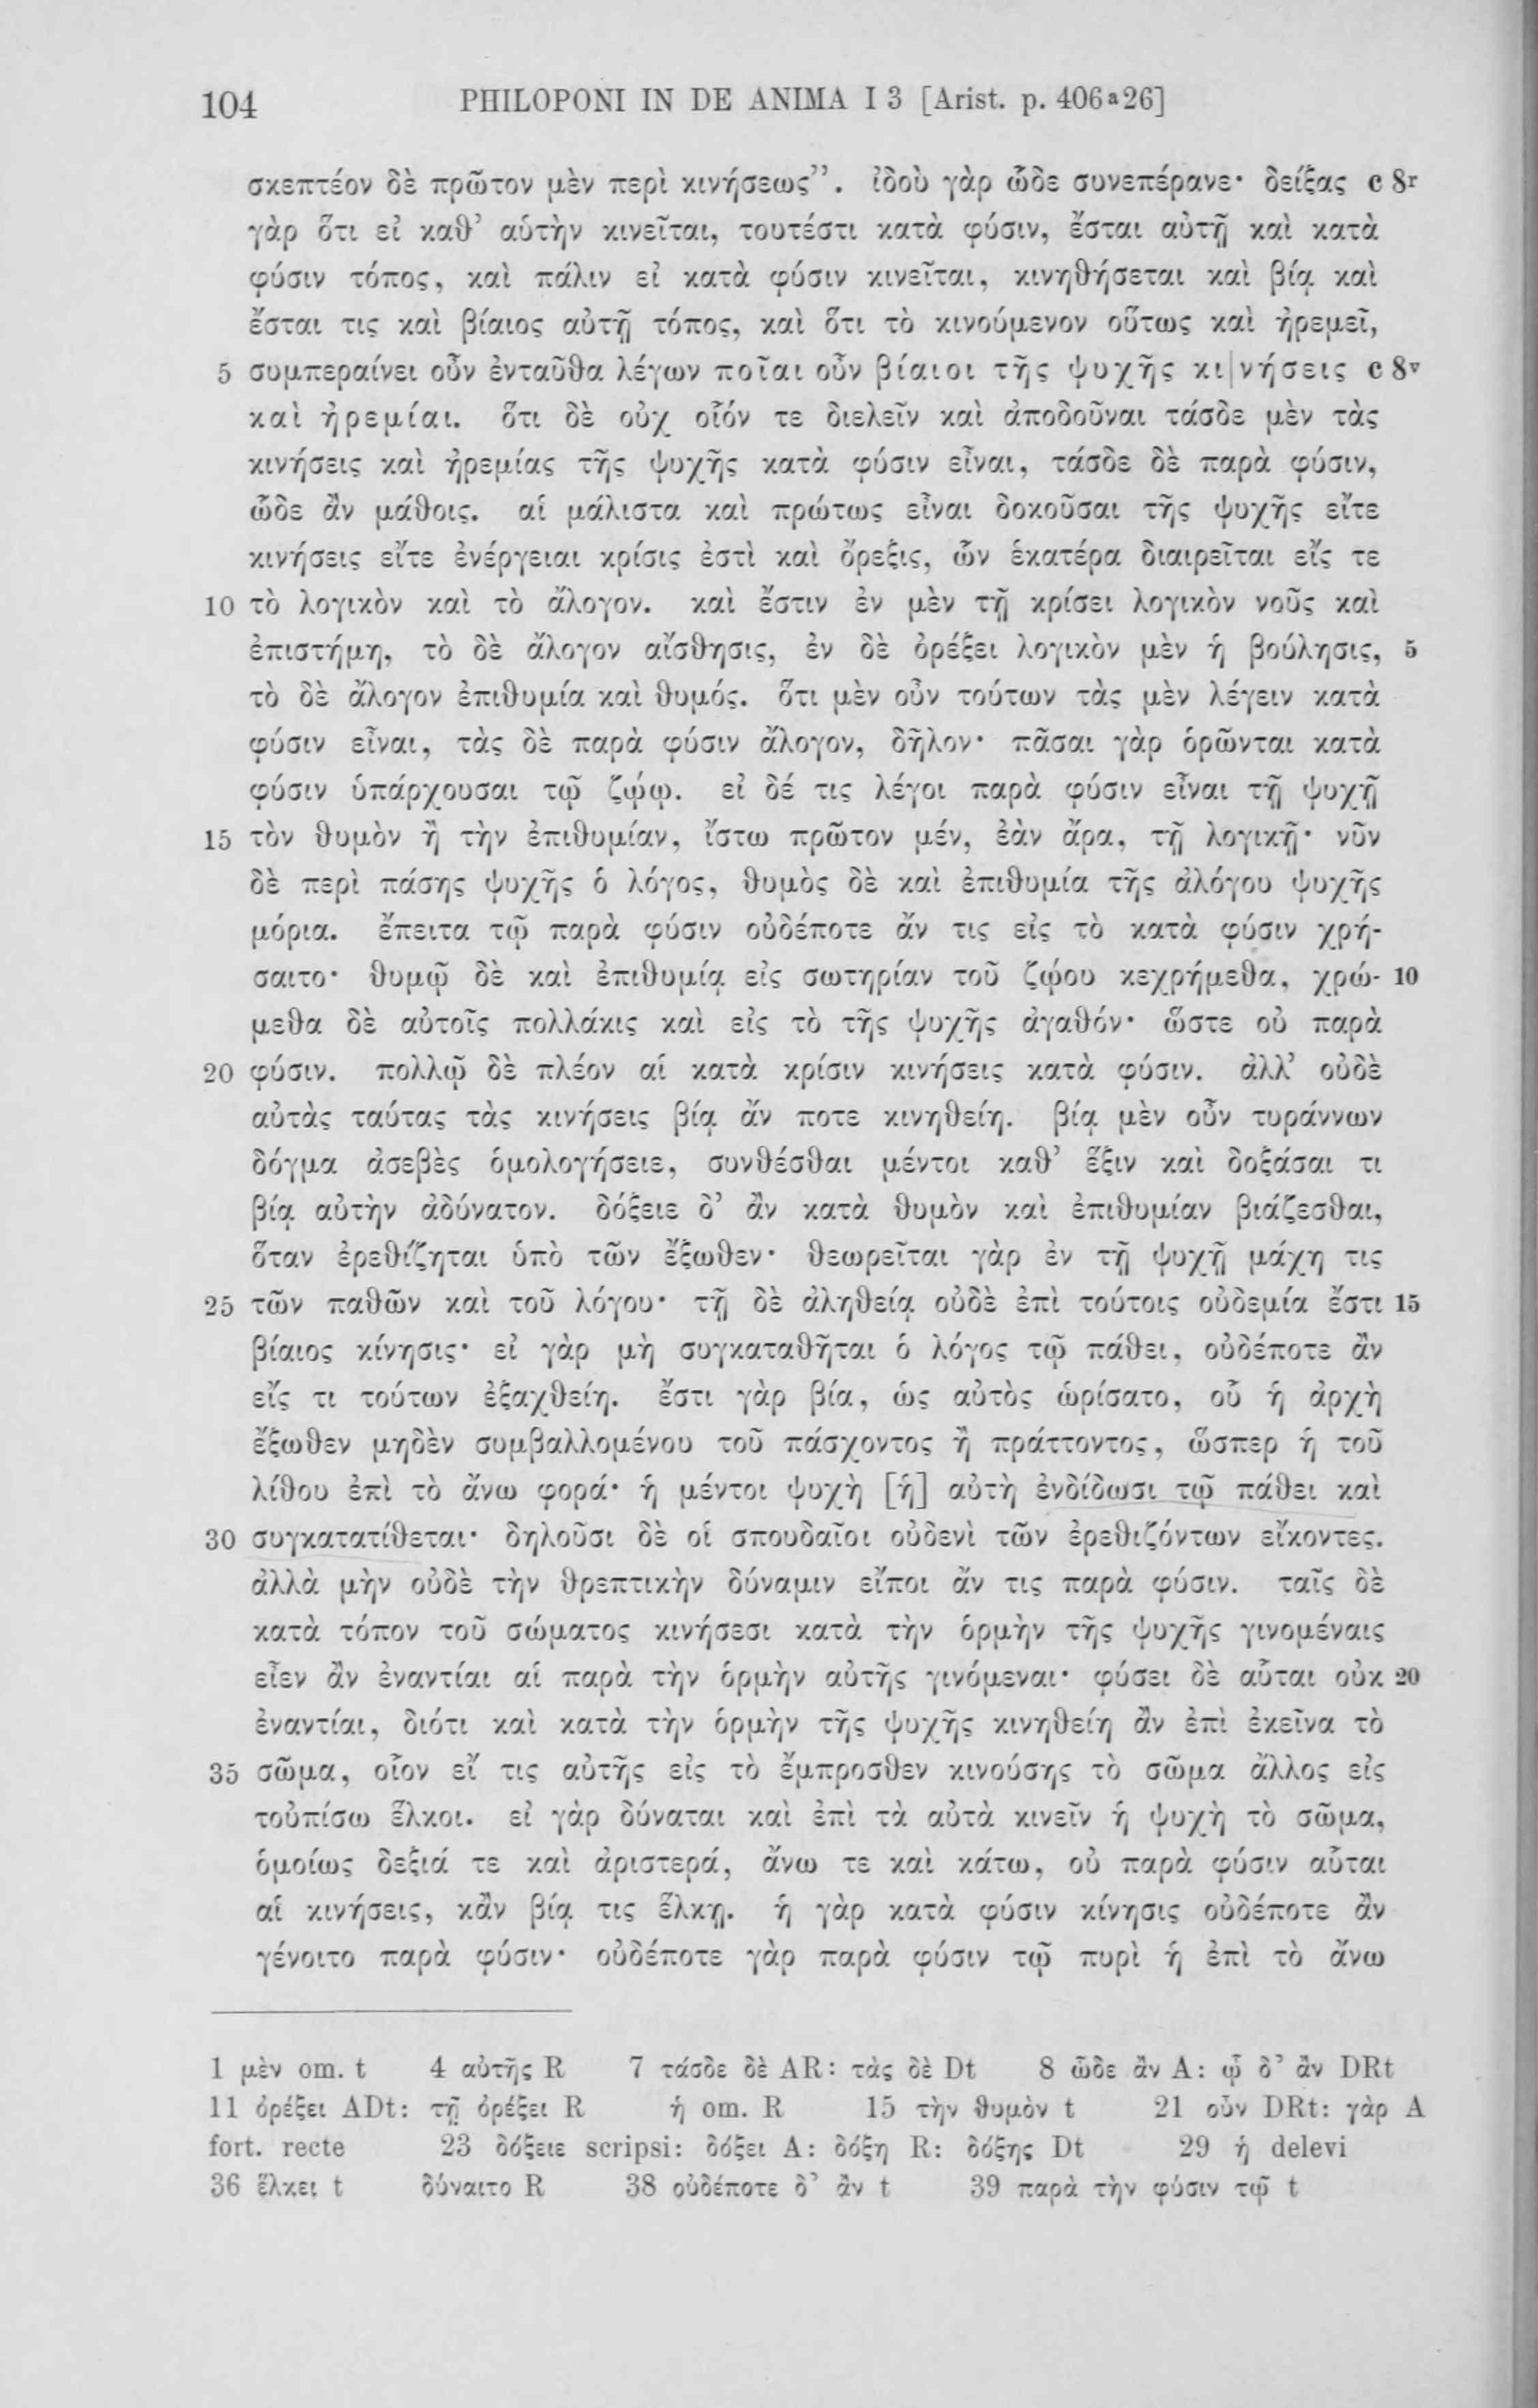 104 PHILOPONI IN DE ANIMA I 3 [Arist. p. 406a26]
σκεπτέον δὲ πρῶτον μὲν περὶ κινήσεως”. ἰδοὺ γὰρ ὧδε συνεπέρανε· δείξας c 8r
γὰρ ὅτι εἰ καθ’ αὑτὴν κινεῖται, τουτέστι κατὰ φύσιν, ἔσται αὐτῇ καὶ κατὰ
φύσιν τόπος, καὶ πάλιν εἰ κατὰ φύσιν κινεῖται, κινηθήσεται καὶ βίᾳ καὶ
ἔσται τις καὶ βίαιος αὐτῇ τόπος, καὶ ὅτι τὸ κινούμενον οὕτως καὶ ἠρεμεῖ,
5 συμπεραίνει οὖν ἐνταῦθα λέγων ποῖαι οὖν βίαιοι τῆς ψυχῆς κι|νήσεις c 8v
καὶ ἠρεμίαι. ὅτι δὲ οὐχ οἷόν τε διελεῖν καὶ ἀποδοῦναι τάσδε μὲν τὰς
κινήσεις καὶ ἠρεμίας τῆς ψυχῆς κατὰ φύσιν εἶναι, τάσδε δὲ παρὰ φύσιν,
ὧδε ἂν μάθοις. αἱ μάλιστα καὶ πρώτως εἶναι δοκοῦσαι τῆς ψυχῆς εἴτε
κινήσεις εἴτε ἐνέργειαι κρίσις ἐστὶ καὶ ὄρεξις, ὧν ἑκατέρα διαιρεῖται εἴς τε
10 τὸ λογικὸν καὶ τὸ ἄλογον. καὶ ἔστιν ἐν μὲν τῇ κρίσει λογικὸν νοῦς καὶ
ἐπιστήμη, τὸ δὲ ἄλογον αἴσθησις, ἐν δὲ ὀρέξει λογικὸν μὲν ἡ βούλησις, 5
τὸ δὲ ἄλογον ἐπιθυμία καὶ θυμός. ὅτι μὲν οὖν τούτων τὰς μὲν λέγειν κατὰ
φύσιν εἶναι, τὰς δὲ παρὰ φύσιν ἄλογον, δῆλον· πᾶσαι γὰρ ὁρῶνται κατὰ
φύσιν ὑπάρχουσαι τῷ ζῴῳ. εἰ δέ τις λέγοι παρὰ φύσιν εἶναι τῇ ψυχῇ
15 τὸν θυμὸν ἢ τὴν ἐπιθυμίαν, ἴστω πρῶτον μέν, ἐὰν ἄρα, τῇ λογικῇ· νῦν
δὲ περὶ πάσης ψυχῆς ὁ λόγος, θυμὸς δὲ καὶ ἐπιθυμία τῆς ἀλόγου ψυχῆς
μόρια. ἔπειτα τῷ παρὰ φύσιν οὐδέποτε ἄν τις εἰς τὸ κατὰ φύσιν χρή-
σαιτο· θυμῷ δὲ καὶ ἐπιθυμίᾳ εἰς σωτηρίαν τοῦ ζῴου κεχρήμεθα, χρώ- 10
μεθα δὲ αὐτοῖς πολλάκις καὶ εἰς τὸ τῆς ψυχῆς ἀγαθόν· ὥστε οὐ παρὰ
20 φύσιν. πολλῷ δὲ πλέον αἱ κατὰ κρίσιν κινήσεις κατὰ φύσιν. ἀλλ’ οὐδὲ
αὐτὰς ταύτας τὰς κινήσεις βίᾳ ἄν ποτε κινηθείη. βίᾳ μὲν οὖν τυράννων
δόγμα ἀσεβὲς ὁμολογήσειε, συνθέσθαι μέντοι καθ’ ἕξιν καὶ δοξάσαι τι
βίᾳ αὐτὴν ἀδύνατον. δόξειε δ’ ἂν κατὰ θυμὸν καὶ ἐπιθυμίαν βιάζεσθαι,
ὅταν ἐρεθίζηται ὑπὸ τῶν ἔξωθεν· θεωρεῖται γὰρ ἐν τῇ ψυχῇ μάχη τις
25 τῶν παθῶν καὶ τοῦ λόγου· τῇ δὲ ἀληθείᾳ οὐδὲ ἐπὶ τούτοις οὐδεμία ἔστι 15
βίαιος κίνησις· εἰ γὰρ μὴ συγκαταθῆται ὁ λόγος τῷ πάθει, οὐδέποτε ἂν
εἴς τι τούτων ἐξαχθείη. ἔστι γὰρ βία, ὡς αὐτὸς ὡρίσατο, οὗ ἡ ἀρχὴ
ἔξωθεν μηδὲν συμβαλλομένου τοῦ πάσχοντος ἢ πράττοντος, ὥσπερ ἡ τοῦ
λίθου ἐπὶ τὸ ἄνω φορά· ἡ μέντοι ψυχὴ [ἡ] αὐτὴ ἐνδίδωσι τῷ πάθει καὶ
30 συγκατατίθεται· δηλοῦσι δὲ οἱ σπουδαῖοι οὐδενὶ τῶν ἐρεθιζόντων εἴκοντες.
ἀλλὰ μὴν οὐδὲ τὴν θρεπτικὴν δύναμιν εἴποι ἄν τις παρὰ φύσιν. ταῖς δὲ
κατὰ τόπον τοῦ σώματος κινήσεσι κατὰ τὴν ὁρμὴν τῆς ψυχῆς γινομέναις
εἶεν ἂν ἐναντίαι αἱ παρὰ τὴν ὁρμὴν αὐτῆς γινόμεναι· φύσει δὲ αὗται οὐκ 20
ἐναντίαι, διότι καὶ κατὰ τὴν ὁρμὴν τῆς ψυχῆς κινηθείη ἂν ἐπὶ ἐκεῖνα τὸ
35 σῶμα, οἷον εἴ τις αὐτῆς εἰς τὸ ἔμπροσθεν κινούσης τὸ σῶμα ἄλλος εἰς
τοὐπίσω ἕλκοι. εἰ γὰρ δύναται καὶ ἐπὶ τὰ αὐτὰ κινεῖν ἡ ψυχὴ τὸ σῶμα,
ὁμοίως δεξιά τε καὶ ἀριστερά, ἄνω τε καὶ κάτω, οὐ παρὰ φύσιν αὗται
αἱ κινήσεις, κἂν βίᾳ τις ἕλκῃ. ἡ γὰρ κατὰ φύσιν κίνησις οὐδέποτε ἂν
γένοιτο παρὰ φύσιν· οὐδέποτε γὰρ παρὰ φύσιν τῷ πυρὶ ἡ ἐπὶ τὸ ἄνω
1 μὲν om. t 4 αὐτῆς R 7 τάσδε δὲ AR: τὰς δὲ Dt 8 ὧδε ἂν A: ᾧ δ’ ἂν DRt
11 ὀρέξει ADt: τῇ ὀρέξει R ἡ om. R 15 τὴν θυμὸν t 21 οὖν DRt: γὰρ A
fort. recte 23 δόξειε scripsi: δόξει A: δόξη R: δόξης Dt 29 ἡ delevi
36 ἕλκει t δύναιτο R 38 οὐδέποτε δ’ ἂν t 39 παρὰ τὴν φύσιν τῷ t